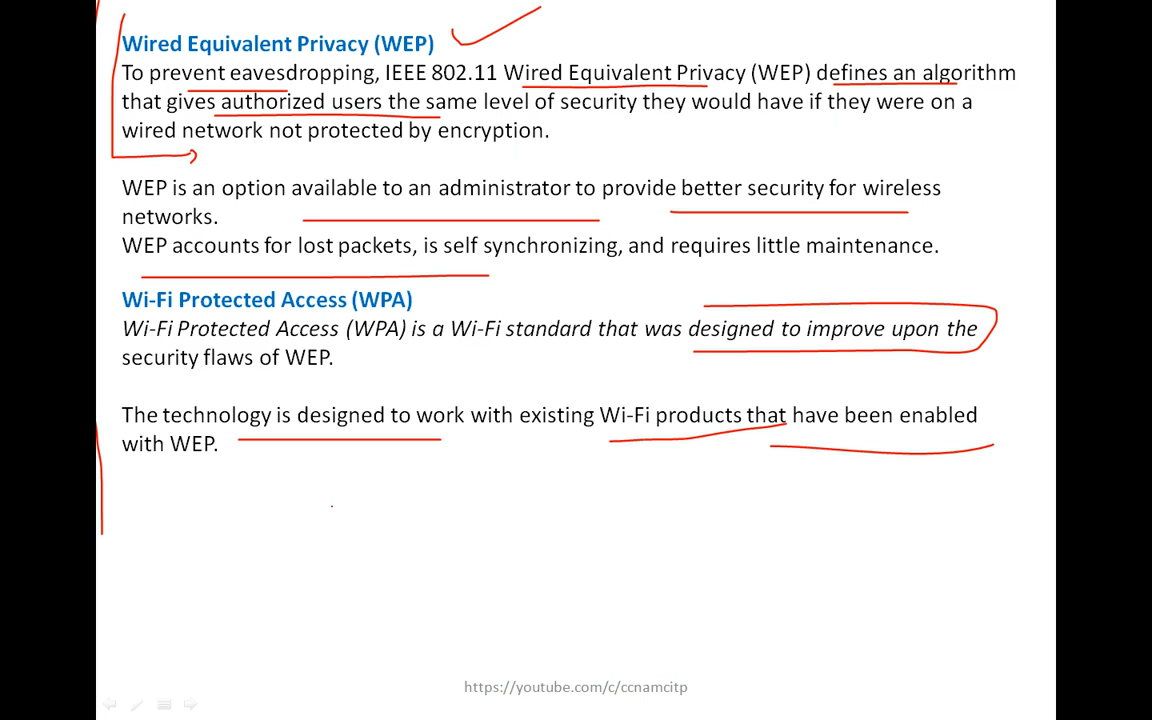 Wired Equivalent Privacy (WEP)
To prevent eavesdropping, IEEE 802.11 Wired Equivalent Privacy (WEP) defines an algorithm
that gives authorized users the same level of security they would have if they were on a
wired network not protected by encryption.
WEP is an option available to an administrator to provide better security for wireless
networks.
WEP accounts for lost packets, is self synchronizing, and requires little maintenance.
Wi-Fi Protected Access (WPA)
Wi-Fi Protected Access (WPA) is a Wi-Fi standard that was designed to improve upon the
security flaws of WEP.
The technology is designed to work with existing Wi-Fi products that have been enabled
with WEP.
https://youtube.com/c/ccnamcitp